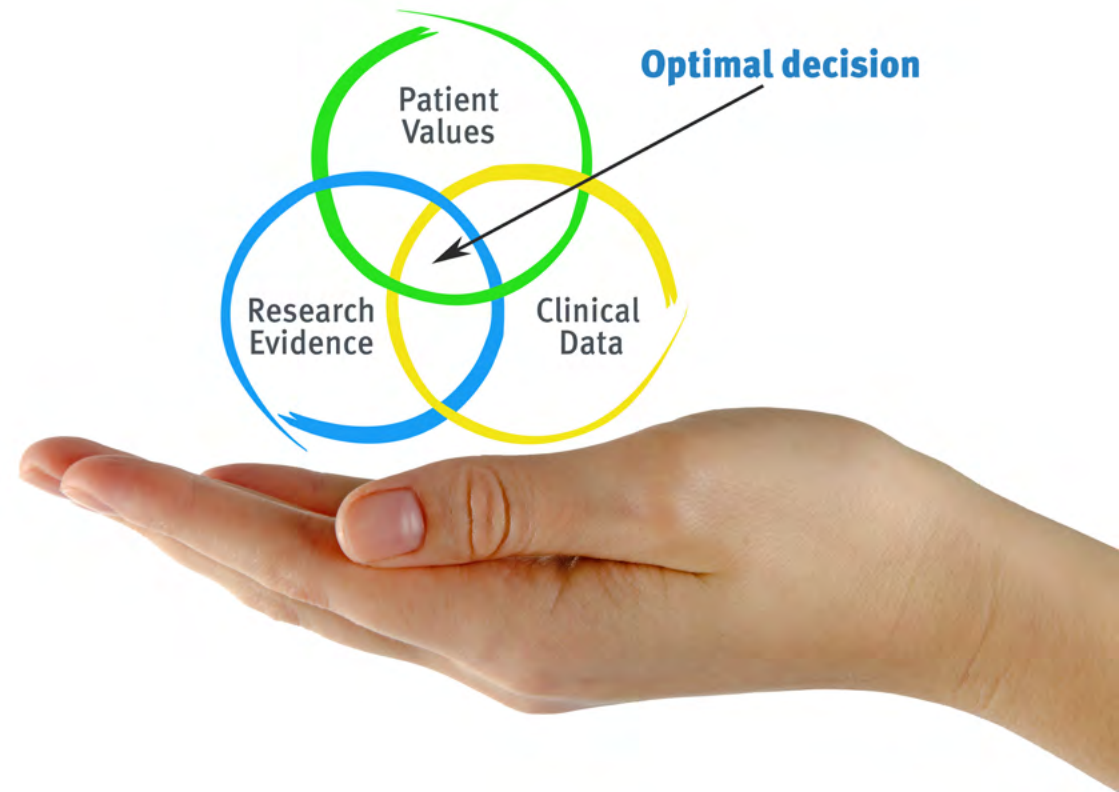 Optimal decision
Patient
Values
Research
Evidence
Clinical
Data